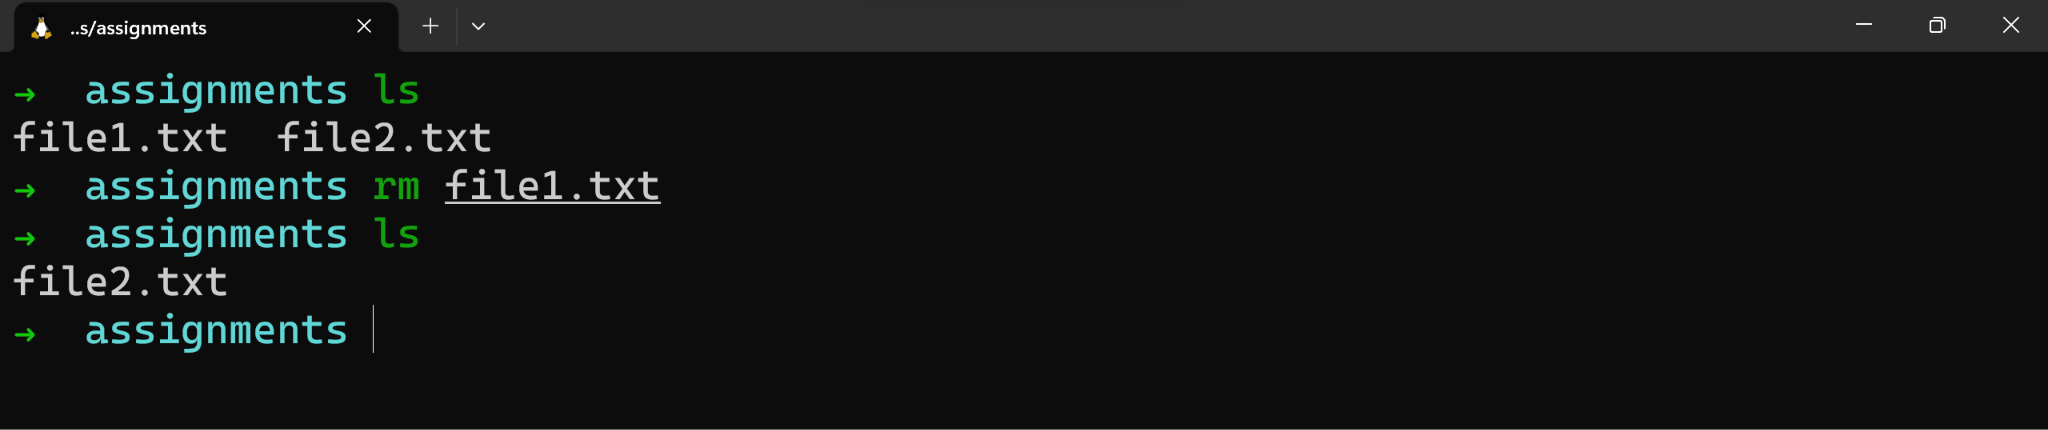 ..s/assignments
→ assignments ls
file1.txt file2.txt
→ assignments rm file1.txt
→ assignments ls
file2.txt
→ assignments